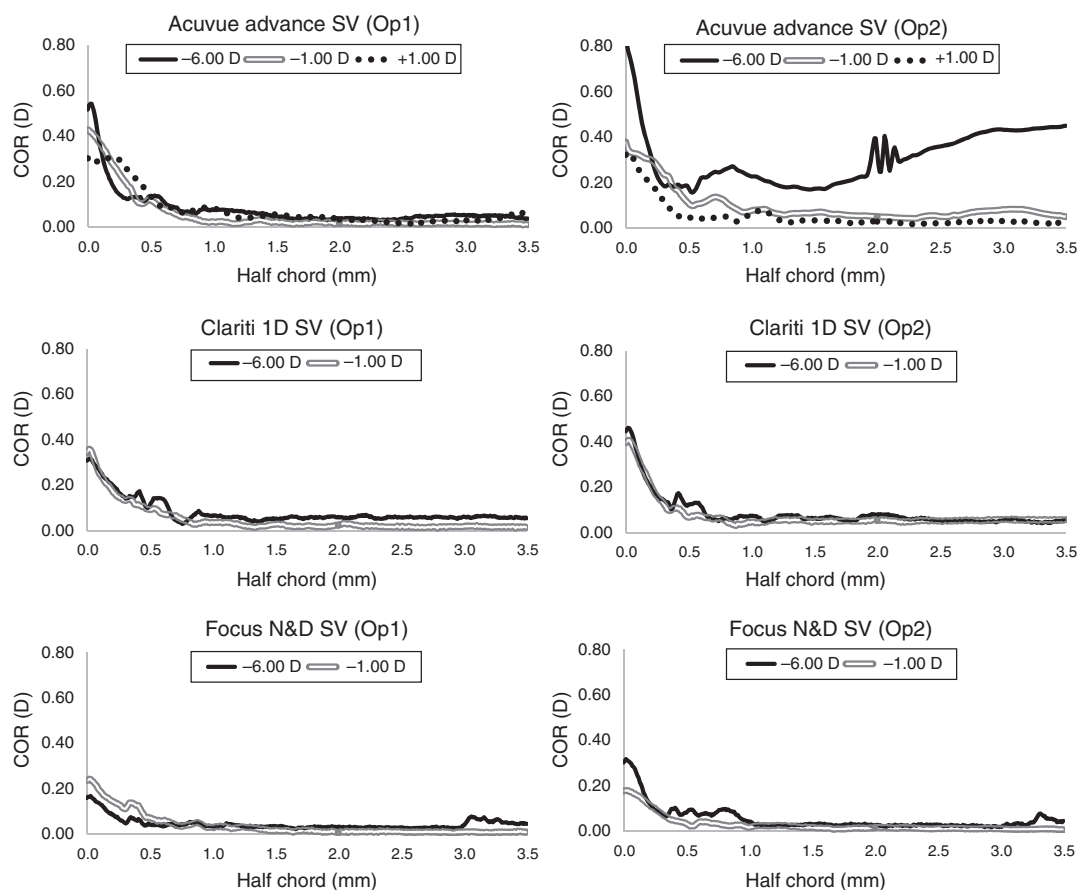 Acuvue advance SV (Op1)
0.80
–6.00 D –1.00 D +1.00 D
0.60
COR (D)
0.40
0.20
0.00
0.0 0.5 1.0 1.5 2.0 2.5 3.0 3.5
Half chord (mm)
Acuvue advance SV (Op2)
0.80
–6.00 D –1.00 D +1.00 D
0.60
COR (D)
0.40
0.20
0.00
0.0 0.5 1.0 1.5 2.0 2.5 3.0 3.5
Half chord (mm)
Clariti 1D SV (Op1)
0.80
–6.00 D –1.00 D
0.60
COR (D)
0.40
0.20
0.00
0.0 0.5 1.0 1.5 2.0 2.5 3.0 3.5
Half chord (mm)
Clariti 1D SV (Op2)
0.80
–6.00 D –1.00 D
0.60
COR (D)
0.40
0.20
0.00
0.0 0.5 1.0 1.5 2.0 2.5 3.0 3.5
Half chord (mm)
Focus N&D SV (Op1)
0.80
–6.00 D –1.00 D
0.60
COR (D)
0.40
0.20
0.00
0.0 0.5 1.0 1.5 2.0 2.5 3.0 3.5
Half chord (mm)
Focus N&D SV (Op2)
0.80
–6.00 D –1.00 D
0.60
COR (D)
0.40
0.20
0.00
0.0 0.5 1.0 1.5 2.0 2.5 3.0 3.5
Half chord (mm)